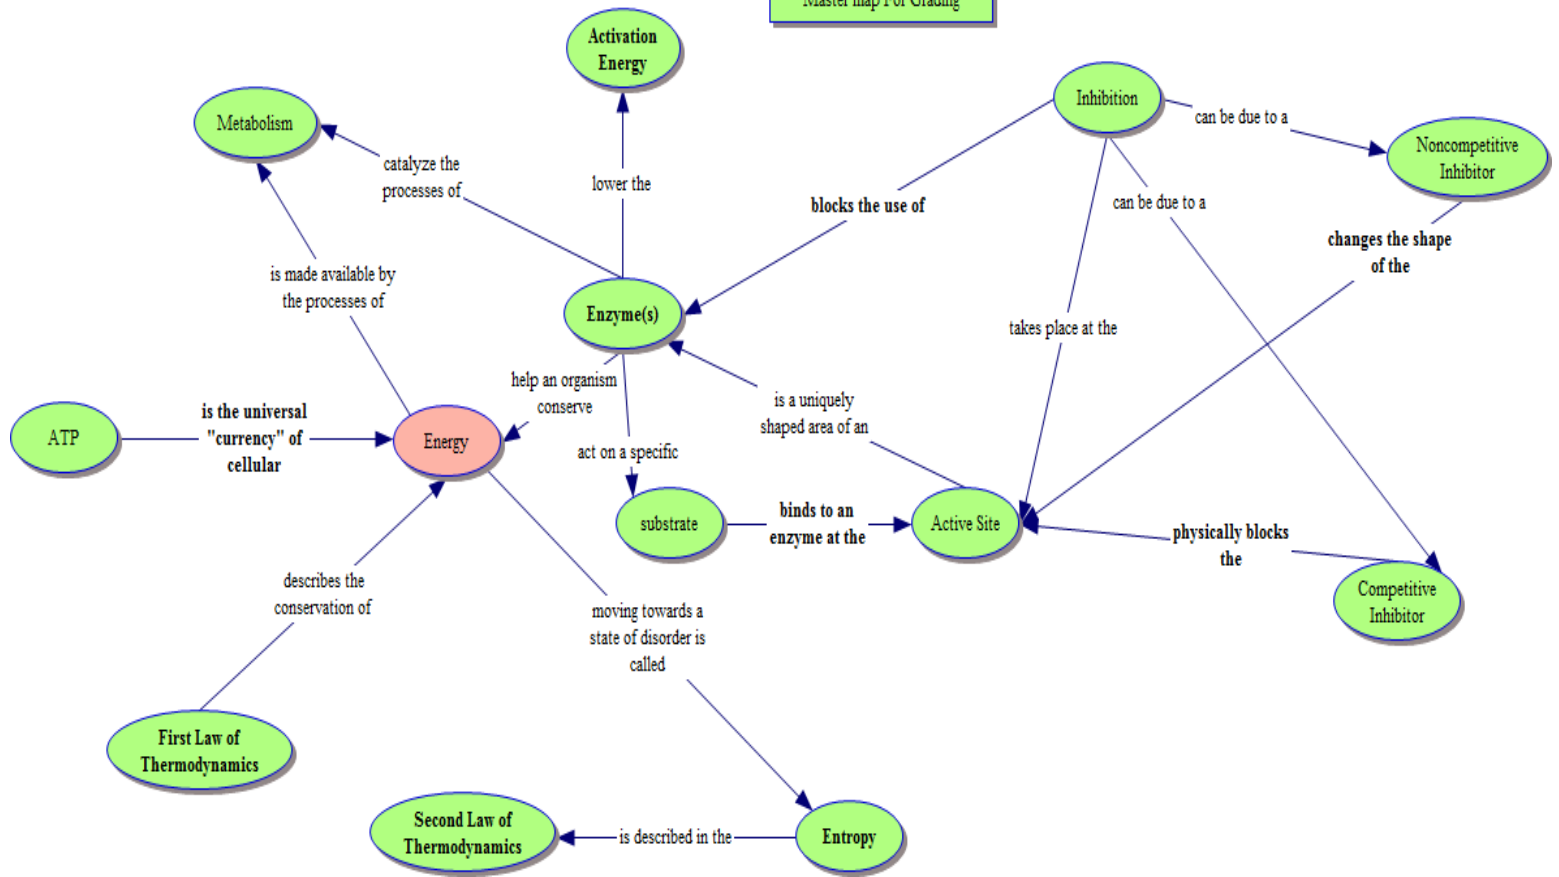 Master map For Grading
Activation
Energy
Inhibition
Metabolism
can be due to a
Noncompetitive
Inhibitor
catalyze the
processes of
lower the
blocks the use of
can be due to a
changes the shape
of the
is made available by
the processes of
Enzyme(s)
takes place at the
help an organism
conserve
is a uniquely
shaped area of an
ATP
is the universal
"currency" of
cellular
Energy
act on a specific
substrate
binds to an
enzyme at the
Active Site
physically blocks
the
Competitive
Inhibitor
describes the
conservation of
moving towards a
state of disorder is
called
First Law of
Thermodynamics
Second Law of
Thermodynamics
is described in the
Entropy